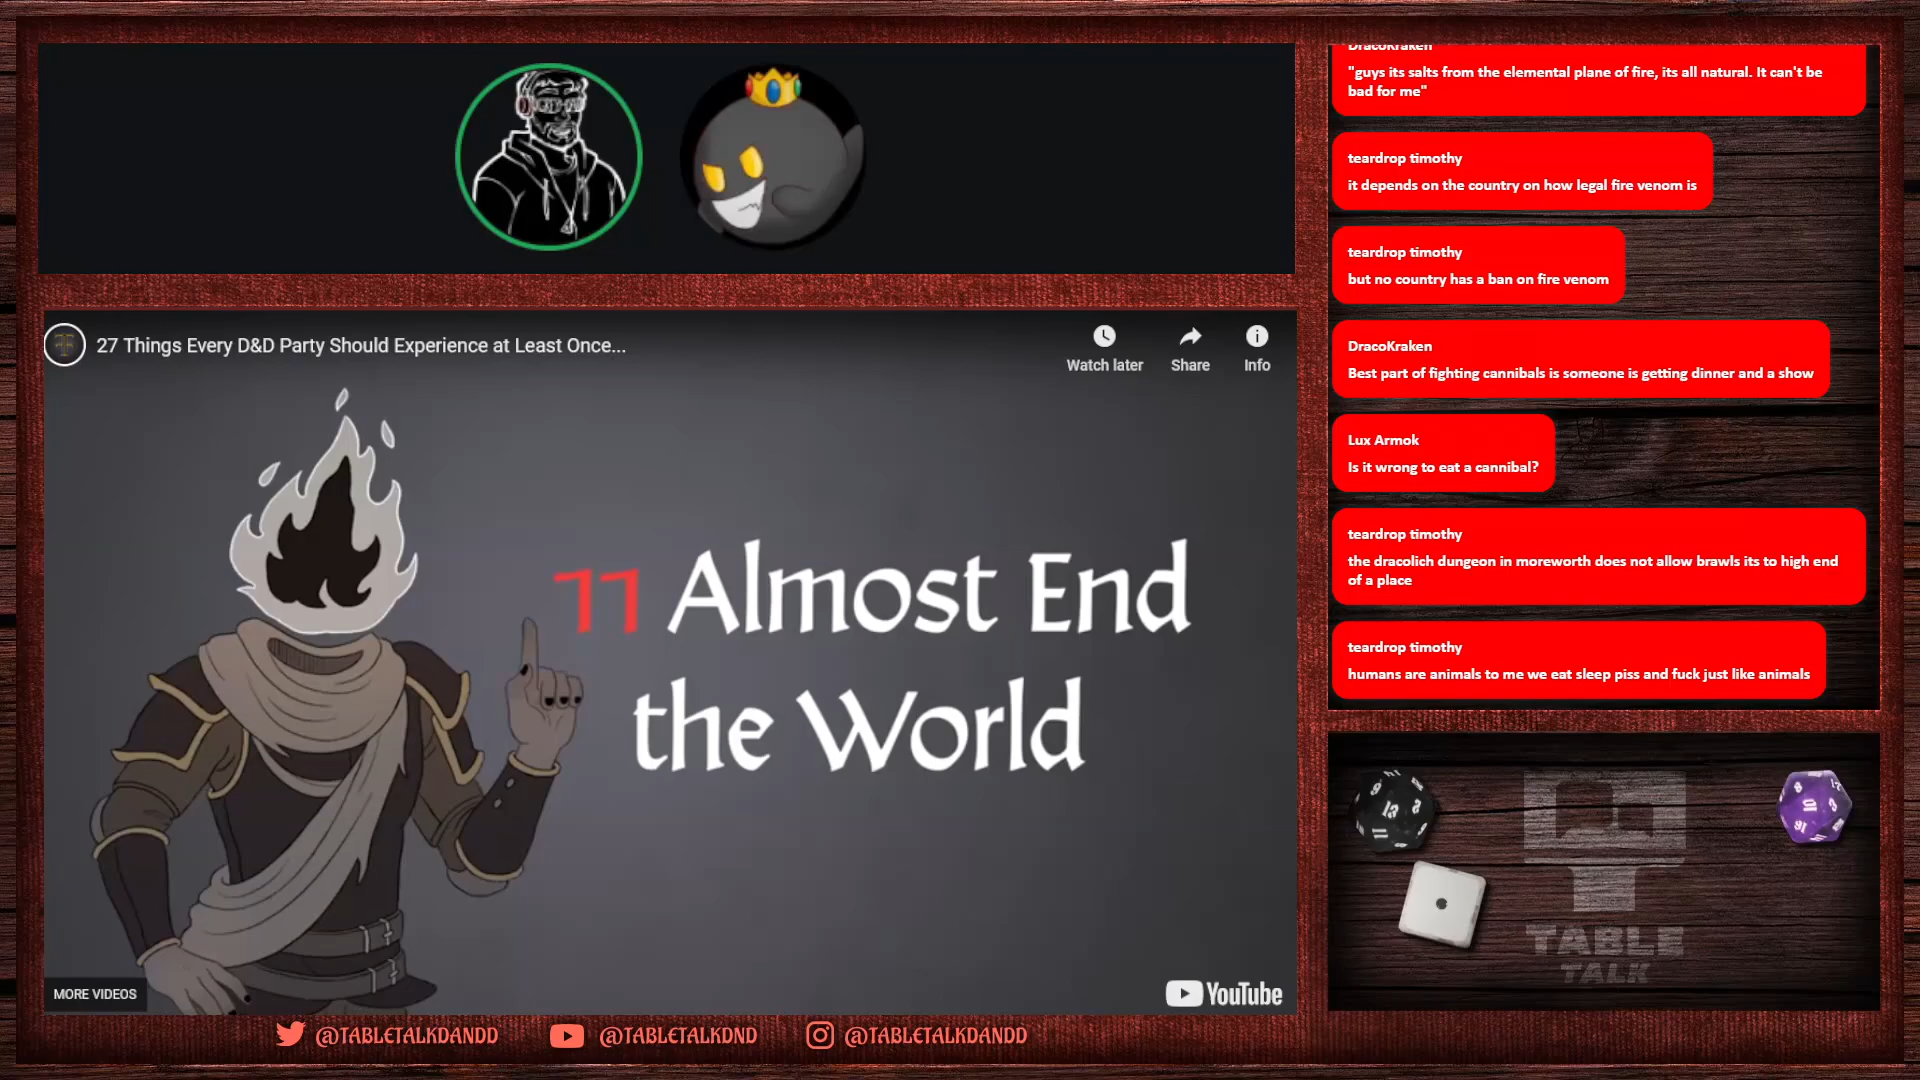 27 Things Every D&D Party Should Experience at Least Once...
Watch later
Share
Info
11 Almost End
the World
MORE VIDEOS
YouTube
@TABLETALKDANDD
@TABLETALKDND
@TABLETALKDANDD
DracoKraken
"guys its salts from the elemental plane of fire, its all natural. It can't be
bad for me"
teardrop timothy
it depends on the country on how legal fire venom is
teardrop timothy
but no country has a ban on fire venom
DracoKraken
Best part of fighting cannibals is someone is getting dinner and a show
Lux Armok
Is it wrong to eat a cannibal?
teardrop timothy
the dracolich dungeon in moreworth does not allow brawls its to high end
of a place
teardrop timothy
humans are animals to me we eat sleep piss and fuck just like animals
TABLE
TALK